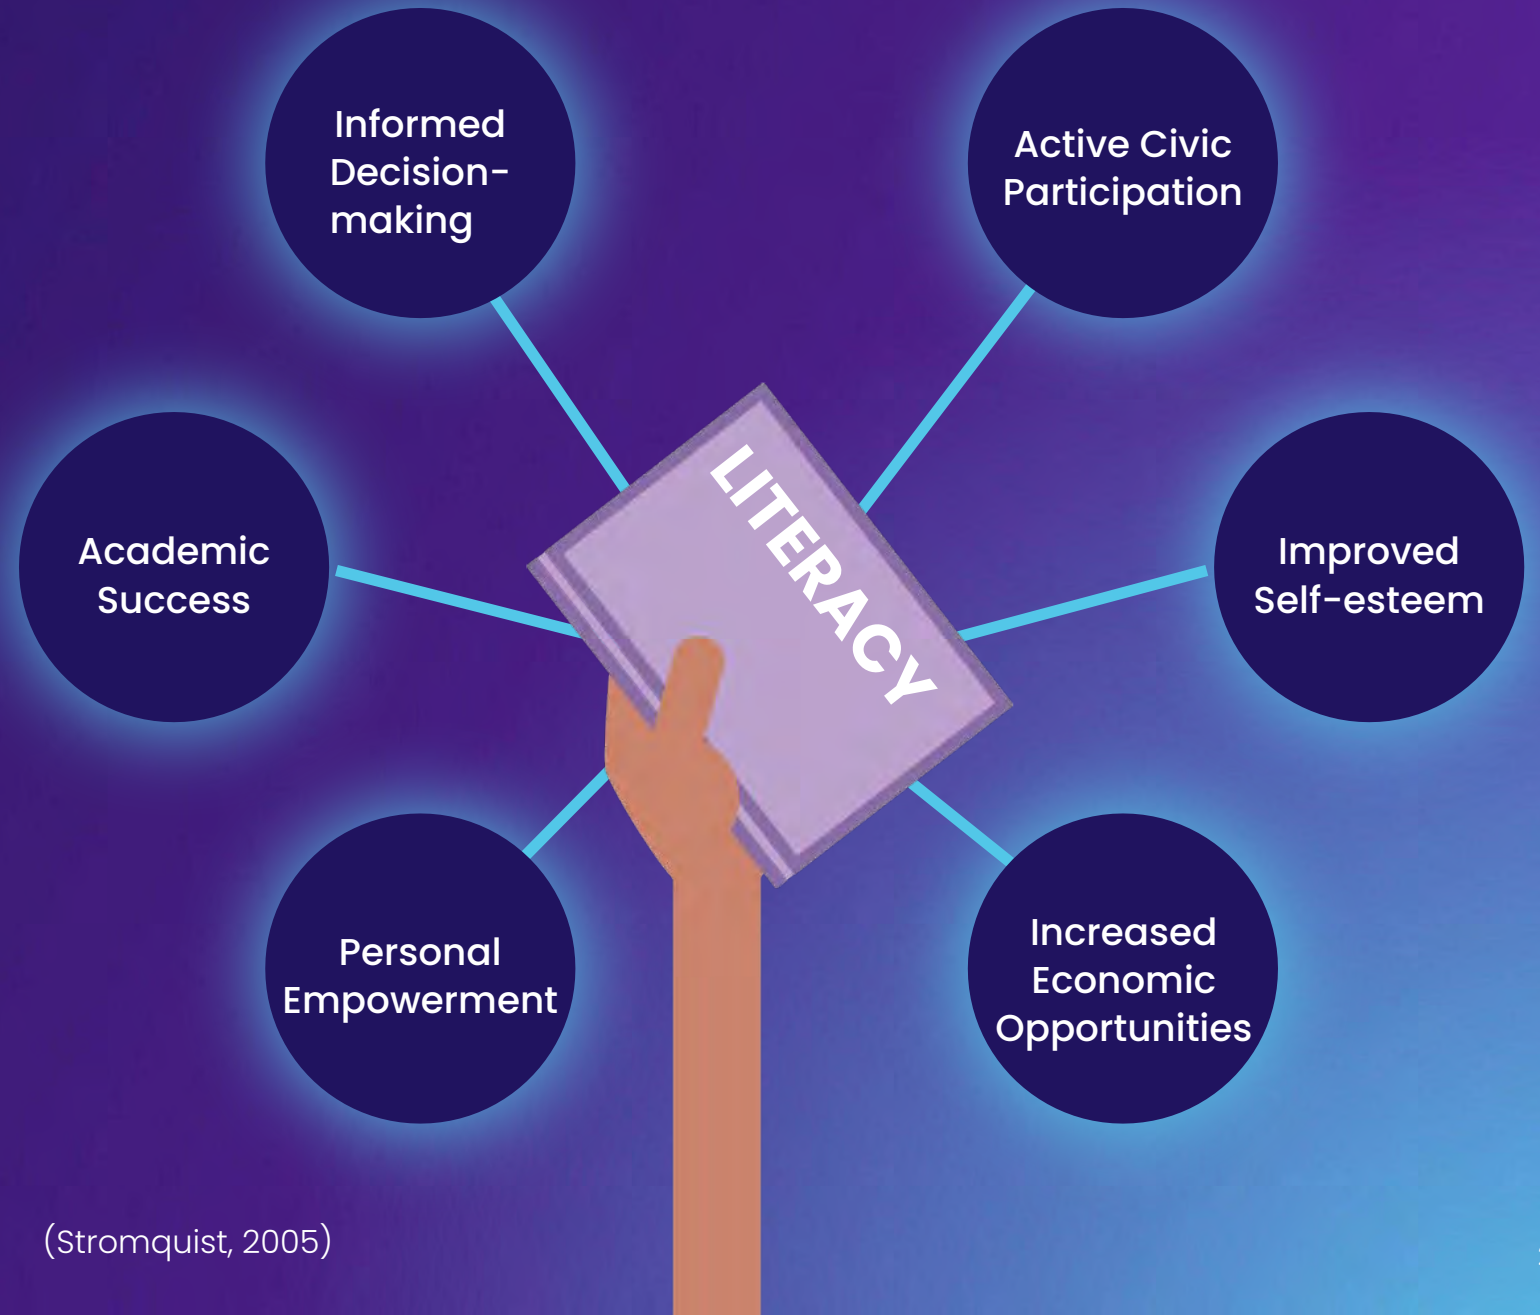 Informed
Decision-
making
Active Civic
Participation
LITERACY
Academic
Success
Improved
Self-esteem
Personal
Empowerment
Increased
Economic
Opportunities
(Stromquist, 2005)